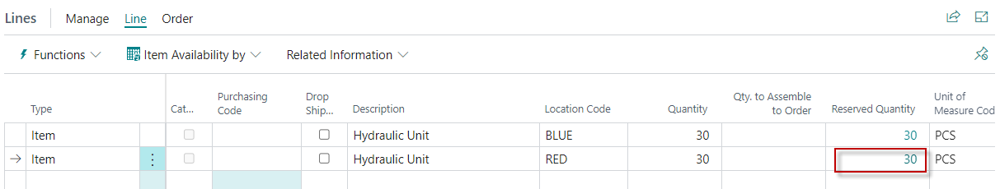 Lines Manage Line Order
Functions Item Availability by Related Information
Type Cat... Purchasing Code Drop Ship... Description Location Code Quantity Qty. to Assemble to Order Reserved Quantity Unit of Measure Cod
Item Hydraulic Unit BLUE 30 30 PCS
Item Hydraulic Unit RED 30 30 PCS